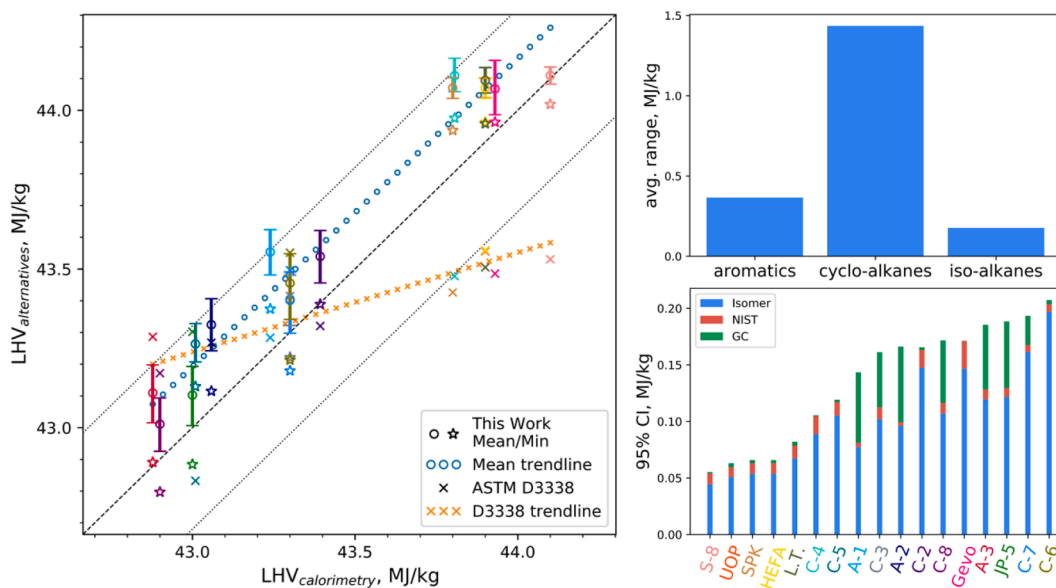 LHV_alternatives, MJ/kg
44.0
43.5
43.0
43.0
43.5
44.0
LHV_calorimetry, MJ/kg
This Work
Mean/Min
Mean trendline
ASTM D3338
D3338 trendline
avg. range, MJ/kg
1.5
1.0
0.5
0.0
aromatics
cyclo-alkanes
iso-alkanes
95% CI, MJ/kg
0.20
0.15
0.10
0.05
0.00
Isomer
NIST
GC
S-8
UOP
SPK
HEFA
L.T.
C-4
C-5
A-1
C-3
A-2
C-2
C-8
Gevo
A-3
JP-5
C-7
C-6